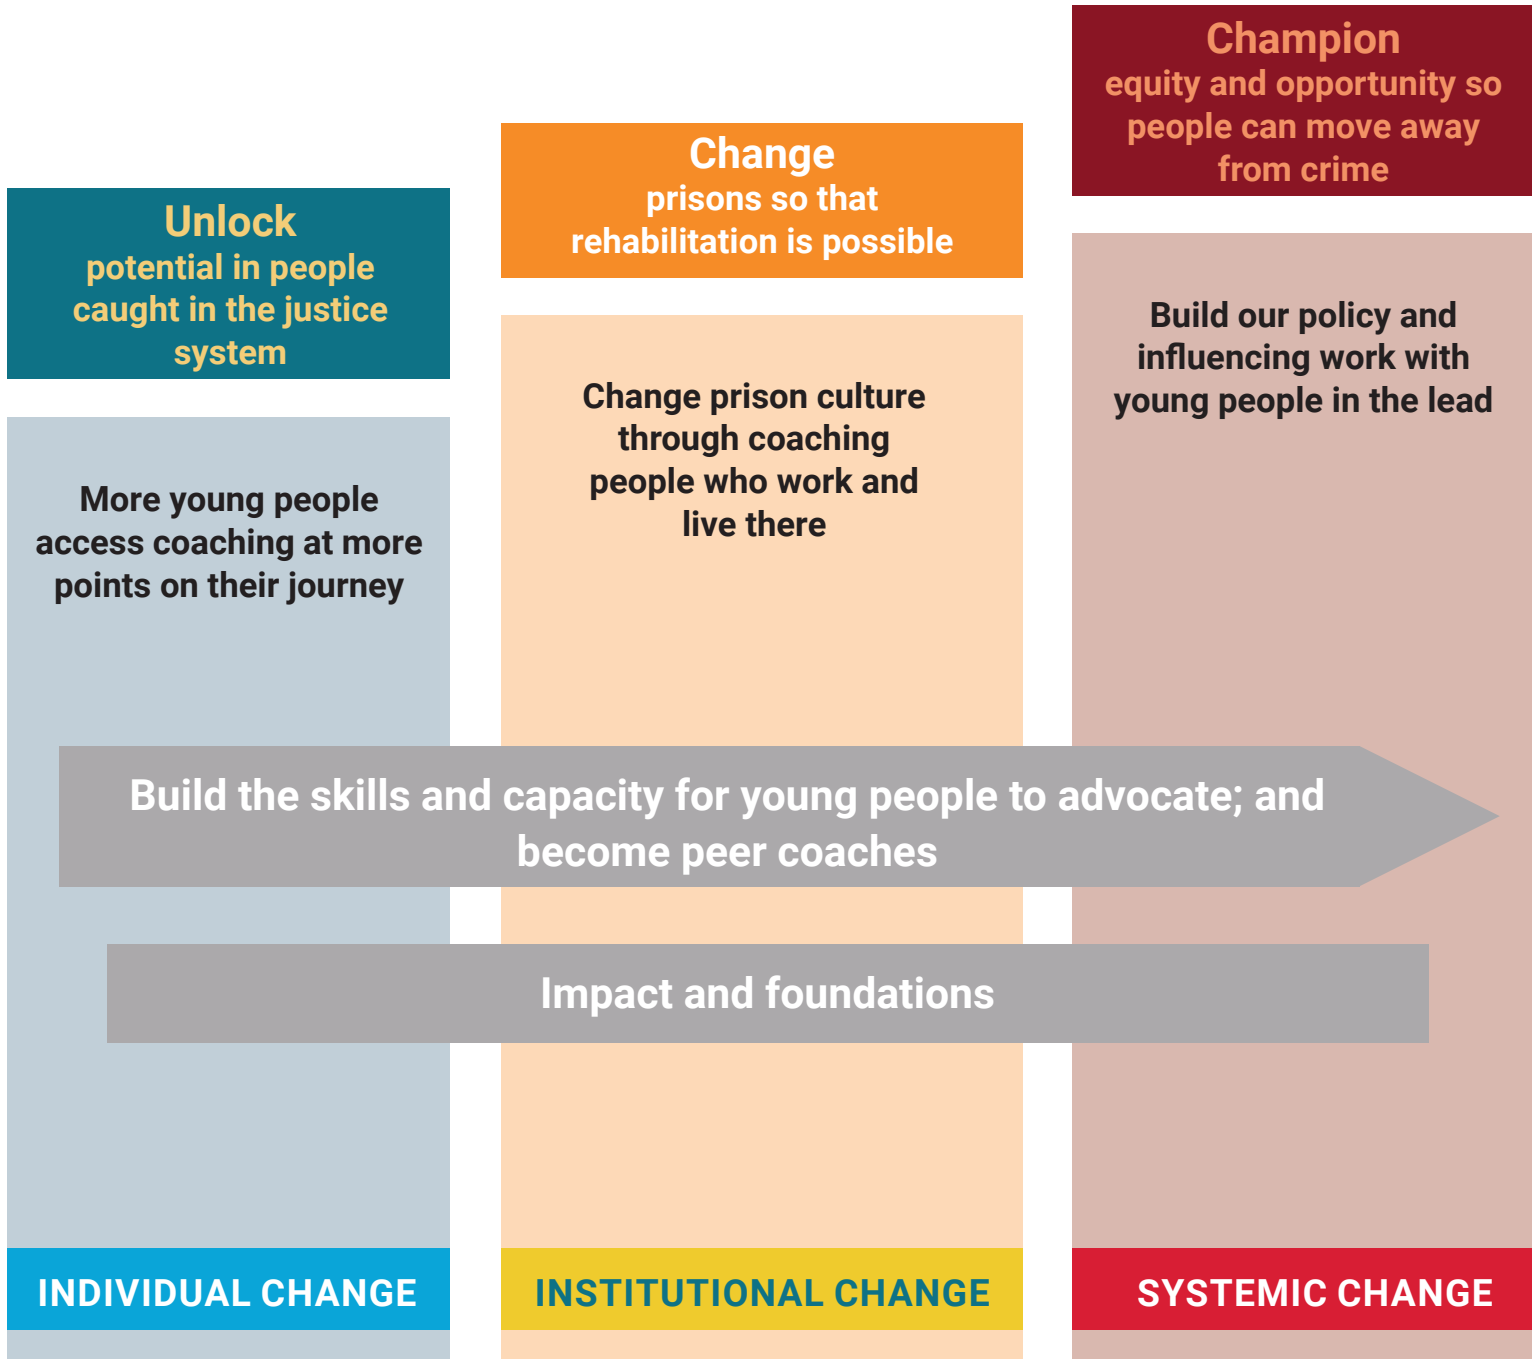 Unlock
potential in people
caught in the justice
system
More young people
access coaching at more
points on their journey
Change
prisons so that
rehabilitation is possible
Change prison culture
through coaching
people who work and
live there
Champion
equity and opportunity so
people can move away
from crime
Build our policy and
influencing work with
young people in the lead
Build the skills and capacity for young people to advocate; and
become peer coaches
Impact and foundations
INDIVIDUAL CHANGE
INSTITUTIONAL CHANGE
SYSTEMIC CHANGE